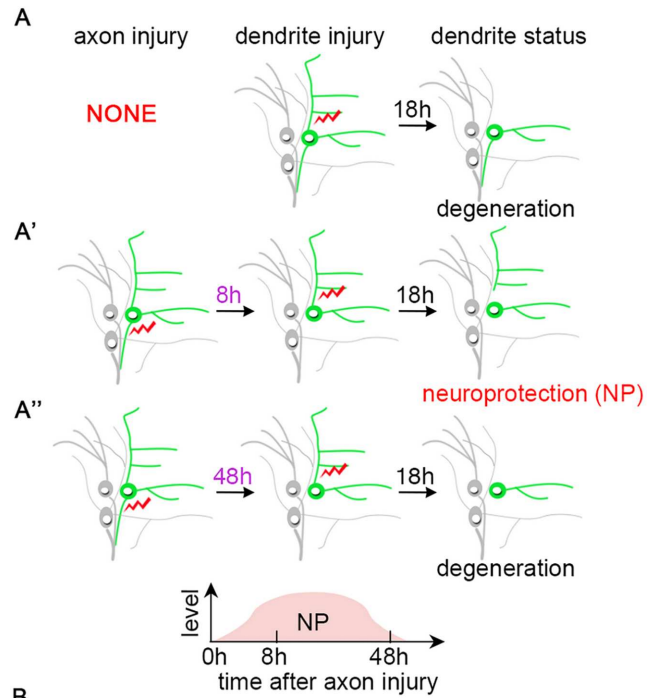 A
axon injury dendrite injury dendrite status
NONE
18h
degeneration
A’
8h 18h
neuroprotection (NP)
A’’
48h 18h
degeneration
level
NP
0h 8h 48h
time after axon injury
B